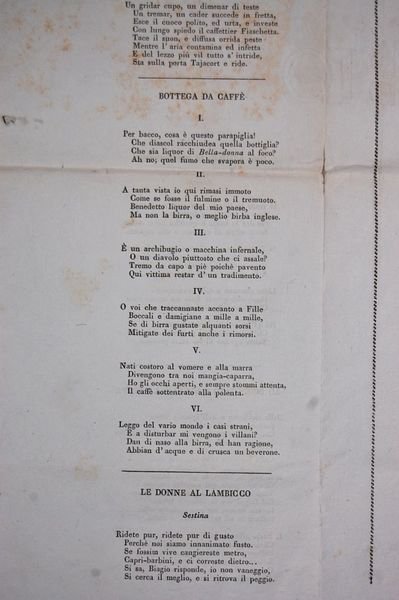 Un gridar cupo, un dimenar di teste
Un tremar, un cader succede in fretta,
Esce il cuoco polito, ed urta, e investe
Con lungo spiedo il caffettier Fiaschetta.
Tace il suon, e diffusa orrida peste
Mentre l' aria contamina ed infetta
E del lezzo più vil tutto s' intride,
Sta sulla porta Tajacort e ride.
BOTTEGA DA CAFFÈ
I.
Per bacco, cosa è questo parapiglia!
Che diascol racchiudea quella bottiglia?
Che sia liquor di Bella-donna al foco?
Ah no; quel fumo che svapora è poco.
II.
A tanta vista io qui rimasi immoto
Come se fosse il fulmine o il tremuoto.
Benedetto liquor del mio paese,
Ma non la birra, o meglio birba inglese.
III.
È un archibugio o macchina infernale,
O un diavolo piuttosto che ci assale?
Tremo da capo a piè poichè pavento
Qui vittima restar d' un tradimento.
IV.
O voi che traccannaste accanto a Fille
Boccali e damigiane a mille a mille,
Se di birra gustate alquanti sorsi
Mitigate dei furti anche i rimorsi.
V.
Nati costoro al vomere e alla marra
Divengono tra noi mangia-caparra,
Ho gli occhi aperti, e sempre stommi attenta,
Il caffè sottentrato alla polenta.
VI.
Leggo del vario mondo i casi strani,
E a disturbar mi vengono i villani?
Dan di naso alla birra, ed han ragione,
Abbian d' acque e di crusca un beverone.
LE DONNE AL LAMBICCO
Sestina
Ridete pur, ridete pur di gusto
Perchè noi siamo innanimato fusto.
Se fossim vive cangiereste metro,
Capri-barbini, e ci correste dietro...
Si sa, Biagio risponde, io non vaneggio,
Si cerca il meglio, e si ritrova il peggio.